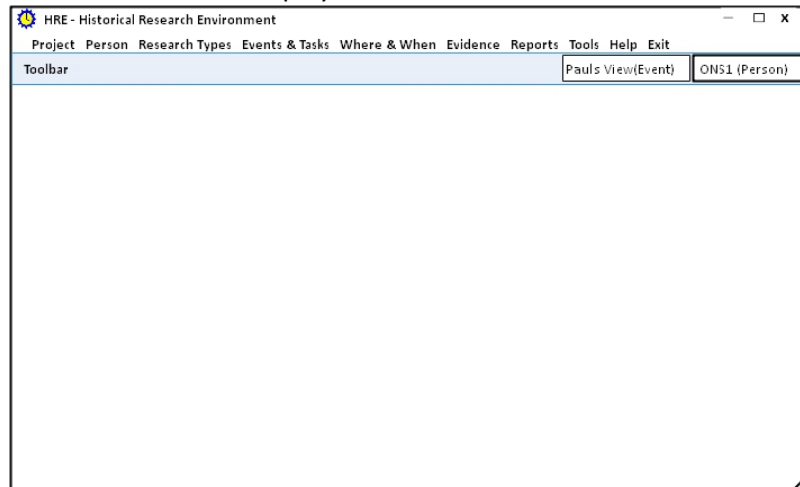 HRE - Historical Research Environment
Project Person Research Types Events & Tasks Where & When Evidence Reports Tools Help Exit
Toolbar Pauls View(Event) ONS1 (Person)